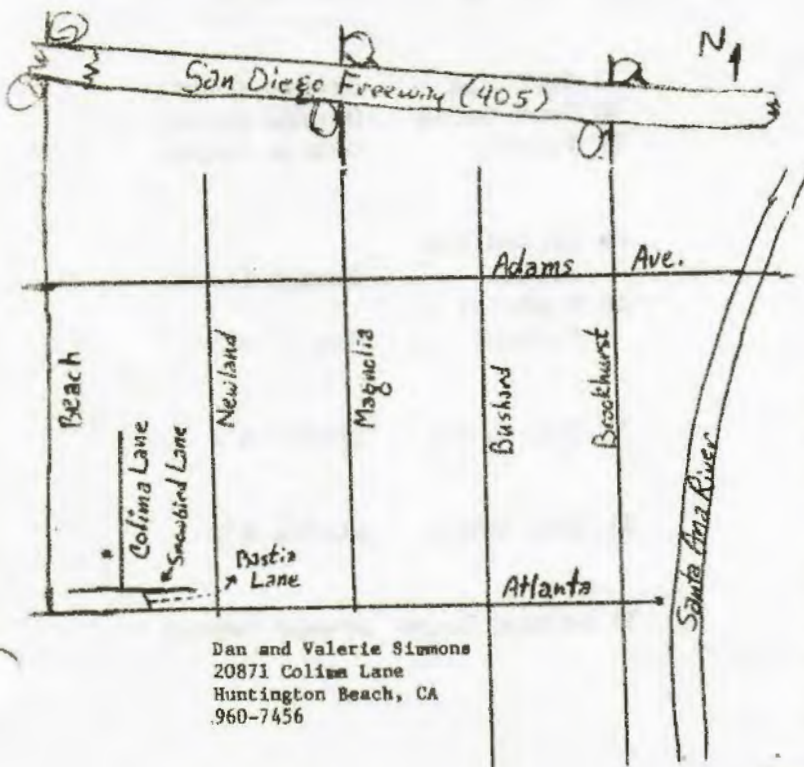 N
San Diego Freeway (405)
Adams Ave.
Beach
Newland
Magnolia
Bushard
Brookhurst
Colima Lane
Snowbird Lane
Bastia
Lane
Atlanta
Santa Ana River
Dan and Valerie Simmons
20871 Colima Lane
Huntington Beach, CA
960-7456